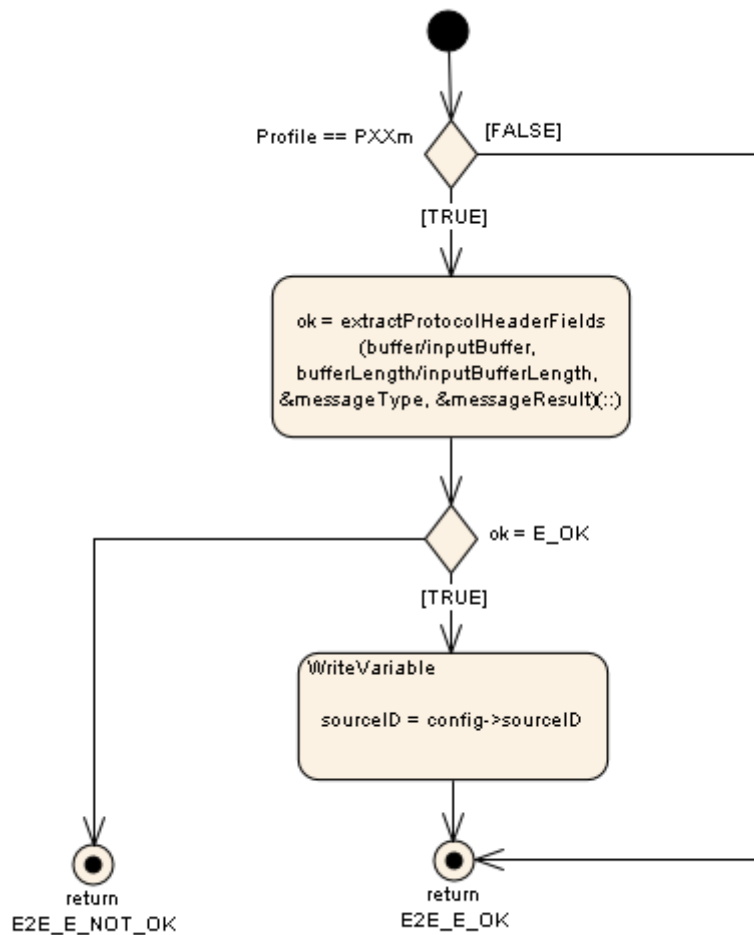 Profile == PXXm
[FALSE]
[TRUE]
ok = extractProtocolHeaderFields
(buffer/inputBuffer,
bufferLength/inputBufferLength,
&messageType, &messageResult)(::)
ok = E_OK
[TRUE]
WriteVariable
sourceID = config->sourceID
return
E2E_E_NOT_OK
return
E2E_E_OK